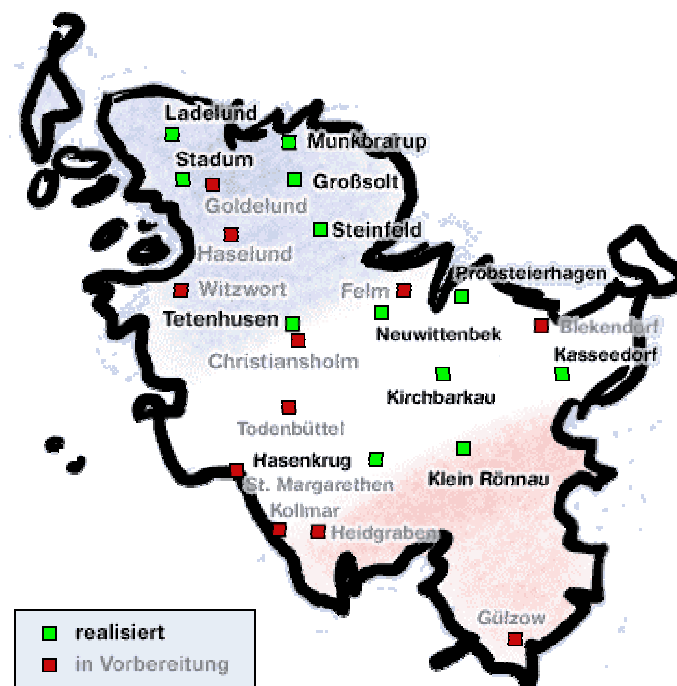 Ladelund
Munkbrarup
Stadum
Großsolt
Goldelund
Steinfeld
Haselund
Probsteierhagen
Witzwort
Felm
Tetenhusen
Neuwittenbek
Blekendorf
Christiansholm
Kasseedorf
Kirchbarkau
Todenbüttel
Hasenkrug
Klein Rönnau
St. Margarethen
Kollmar
Heidgraben
Gülzow
realisiert
in Vorbereitung